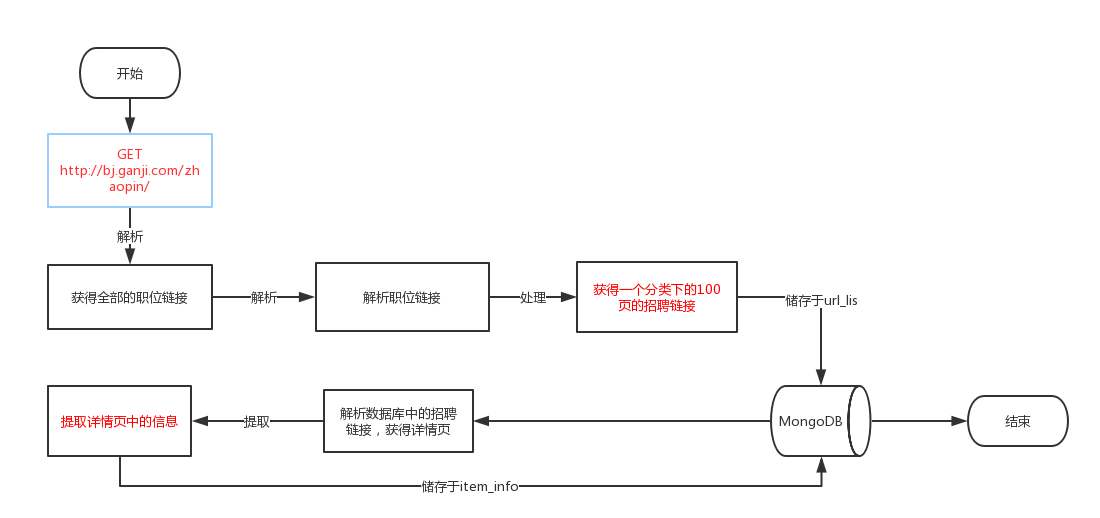 开始
GET
http://bj.ganji.com/zh
aopin/
解析
获得全部的职位链接
解析
解析职位链接
处理
获得一个分类下的100
页的招聘链接
储存于url_lis
提取详情页中的信息
提取
解析数据库中的招聘
链接，获得详情页
MongoDB
结束
储存于item_info